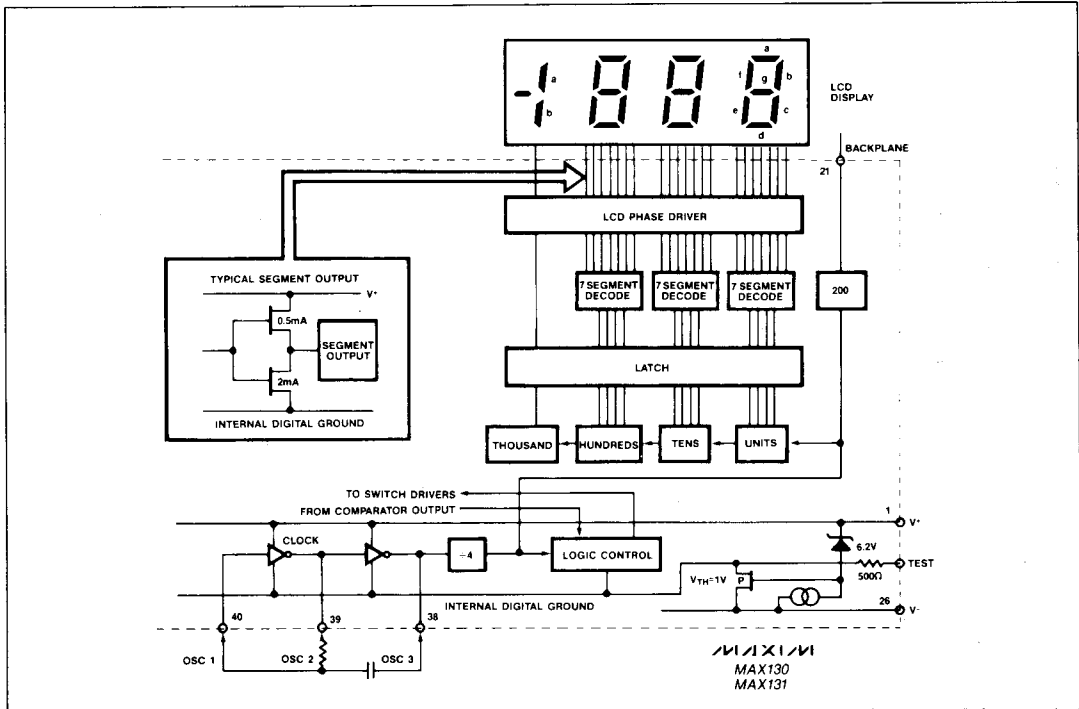 a
f g b
e c
d
a
b
LCD
DISPLAY
BACKPLANE
21
LCD PHASE DRIVER
TYPICAL SEGMENT OUTPUT
V+
0.5mA
SEGMENT
OUTPUT
2mA
INTERNAL DIGITAL GROUND
7 SEGMENT
DECODE
7 SEGMENT
DECODE
7 SEGMENT
DECODE
200
LATCH
THOUSAND
HUNDREDS
TENS
UNITS
TO SWITCH DRIVERS
FROM COMPARATOR OUTPUT
CLOCK
÷4
LOGIC CONTROL
1
V+
6.2V
TEST
500Ω
VTH=1V
P
26
V-
INTERNAL DIGITAL GROUND
40
39
38
OSC 1
OSC 2
OSC 3
MAXIM
MAX130
MAX131